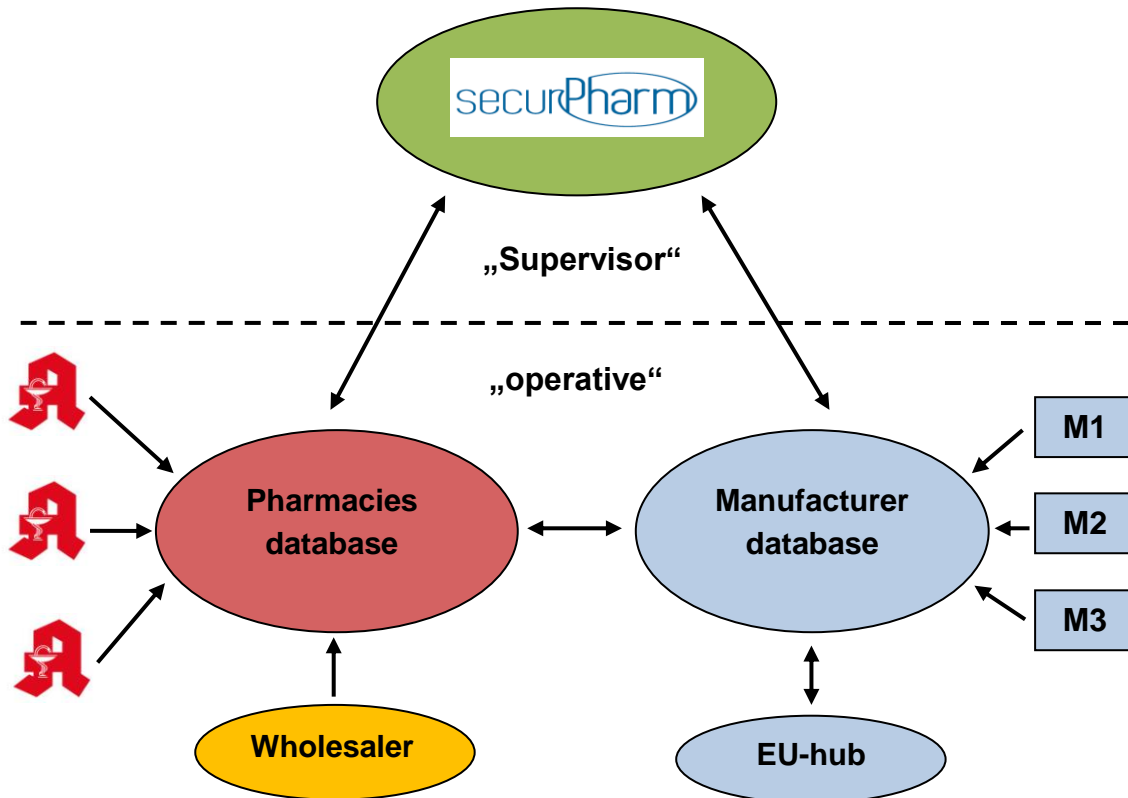 securPharm
„Supervisor“
„operative“
M1
Pharmacies
database
Manufacturer
database
M2
M3
Wholesaler
EU-hub